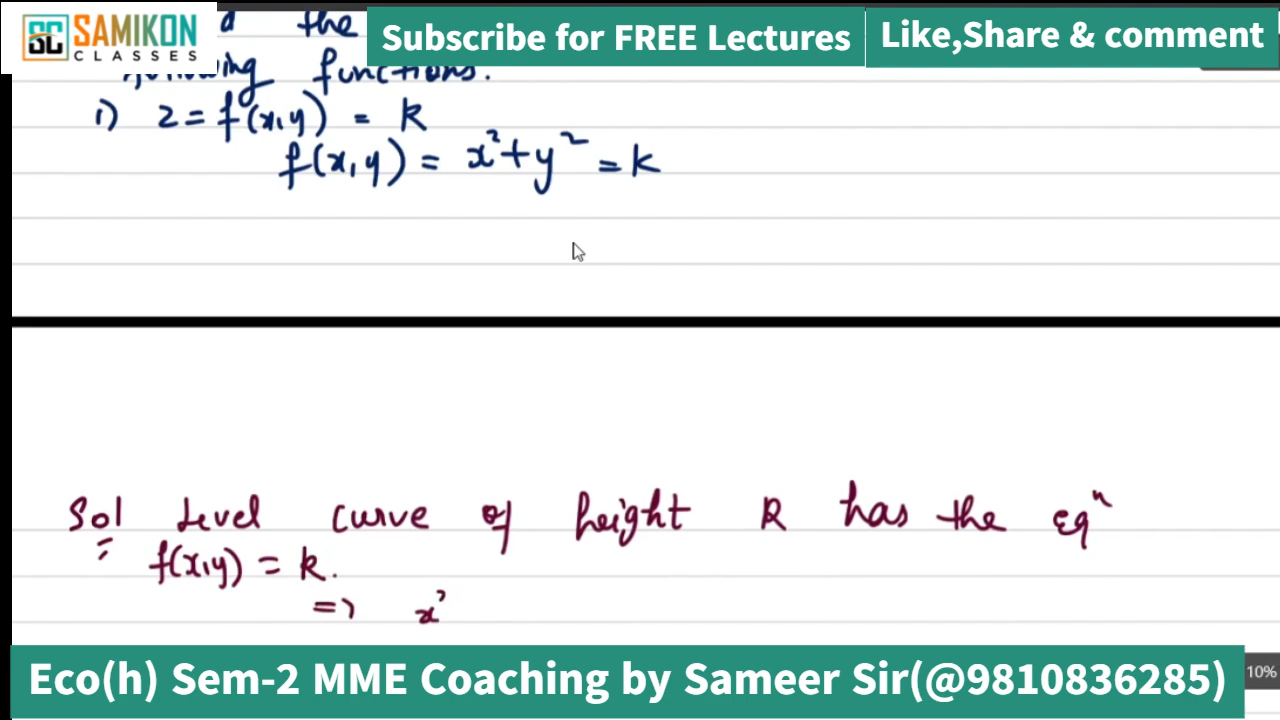 SC SAMIKON
CLASSES
Subscribe for FREE Lectures
Like,Share & comment
the
functions.
i) z = f(x,y) = k
f(x,y) = x² + y² = k
Sol Level curve of height k has the eqⁿ
f(x,y) = k.
=> x²
Eco(h) Sem-2 MME Coaching by Sameer Sir(@9810836285)
10%